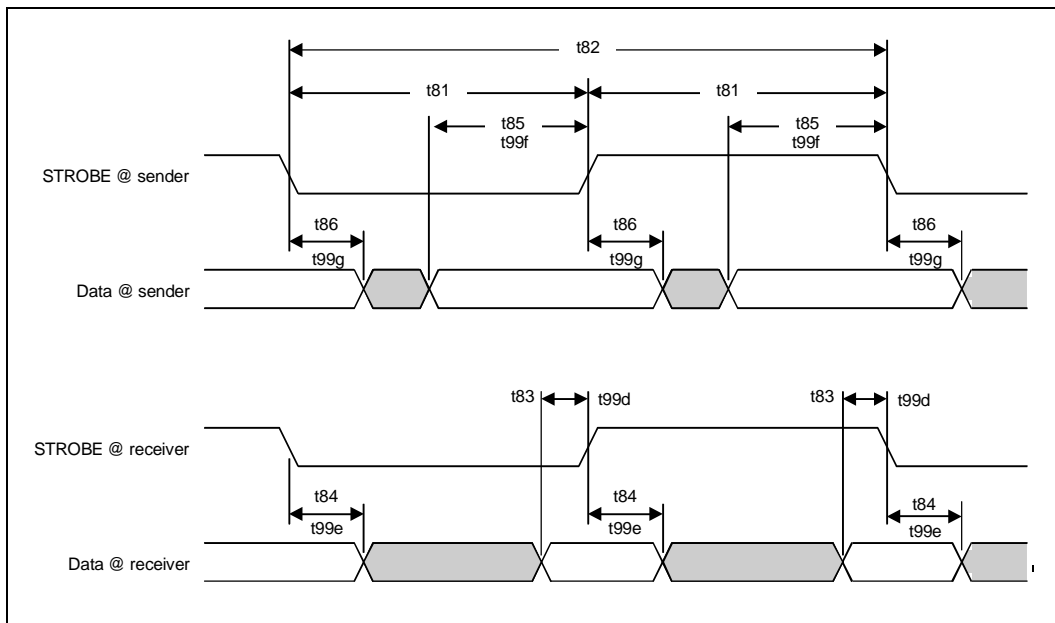 t82
t81 t81
t85 t85
t99f t99f
STROBE @ sender
t86 t86 t86
t99g t99g t99g
Data @ sender
t83 t99d t83 t99d
STROBE @ receiver
t84 t84 t84
t99e t99e t99e
Data @ receiver